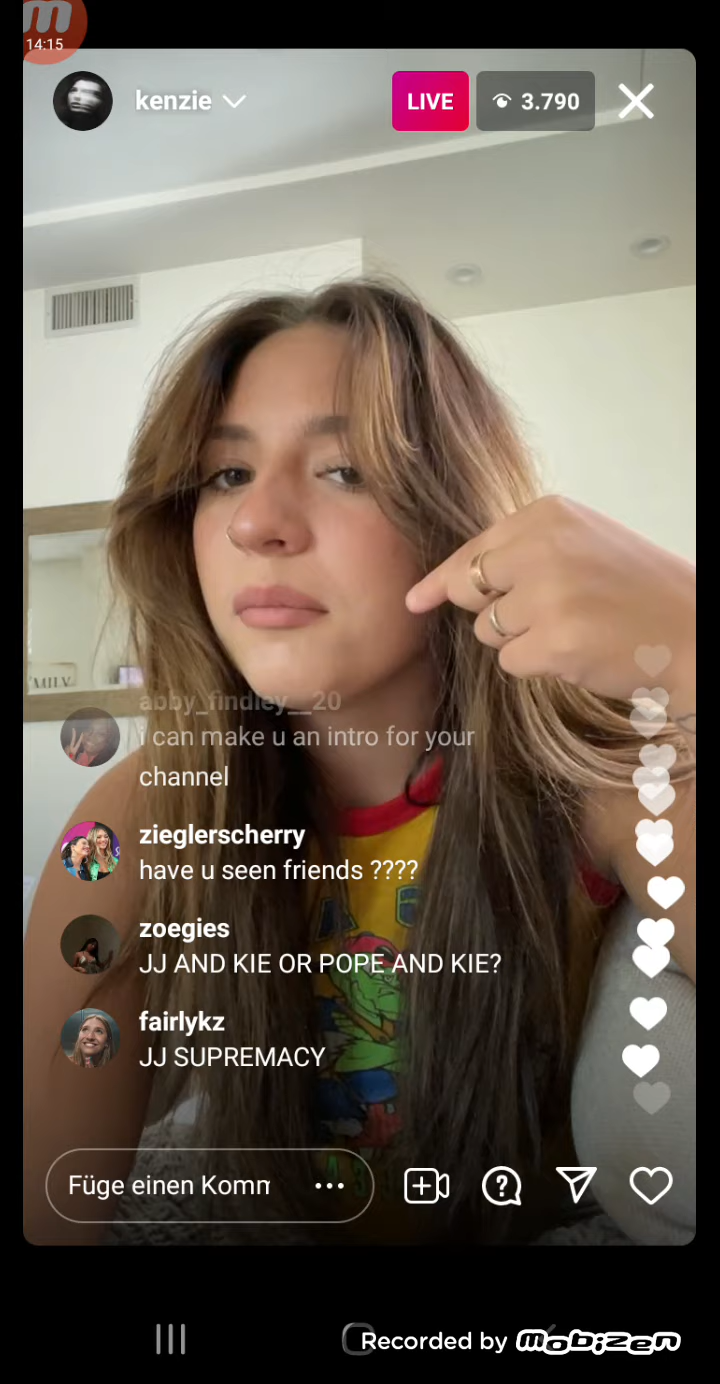 14:15
kenzie
LIVE
3.790
MILY
abby_findley__20
i can make u an intro for your
channel
zieglerscherry
have u seen friends ????
zoegies
JJ AND KIE OR POPE AND KIE?
fairlykz
JJ SUPREMACY
Füge einen Komm
Recorded by mobizen